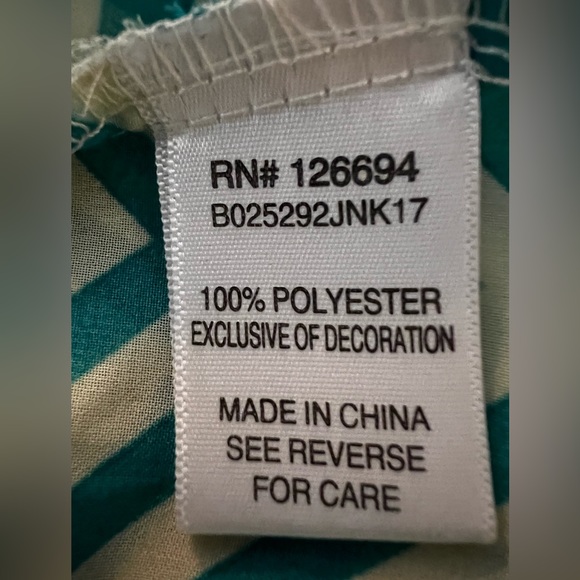 RN# 126694
B025292JNK17
100% POLYESTER
EXCLUSIVE OF DECORATION
MADE IN CHINA
SEE REVERSE
FOR CARE